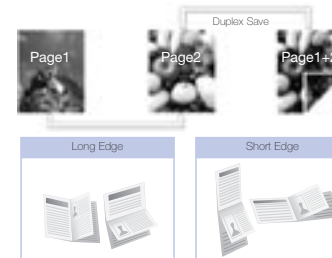 Duplex Save
Page1
Page2
Page1+2
Long Edge
Short Edge